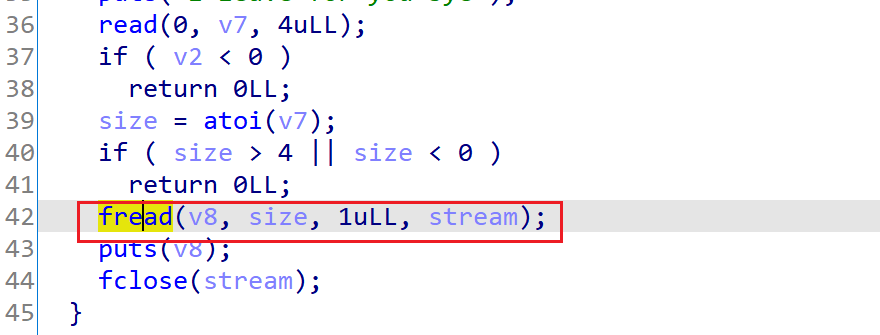 36 read(0, v7, 4uLL);
37 if ( v2 < 0 )
38 return 0LL;
39 size = atoi(v7);
40 if ( size > 4 || size < 0 )
41 return 0LL;
42 fread(v8, size, 1uLL, stream);
43 puts(v8);
44 fclose(stream);
45 }